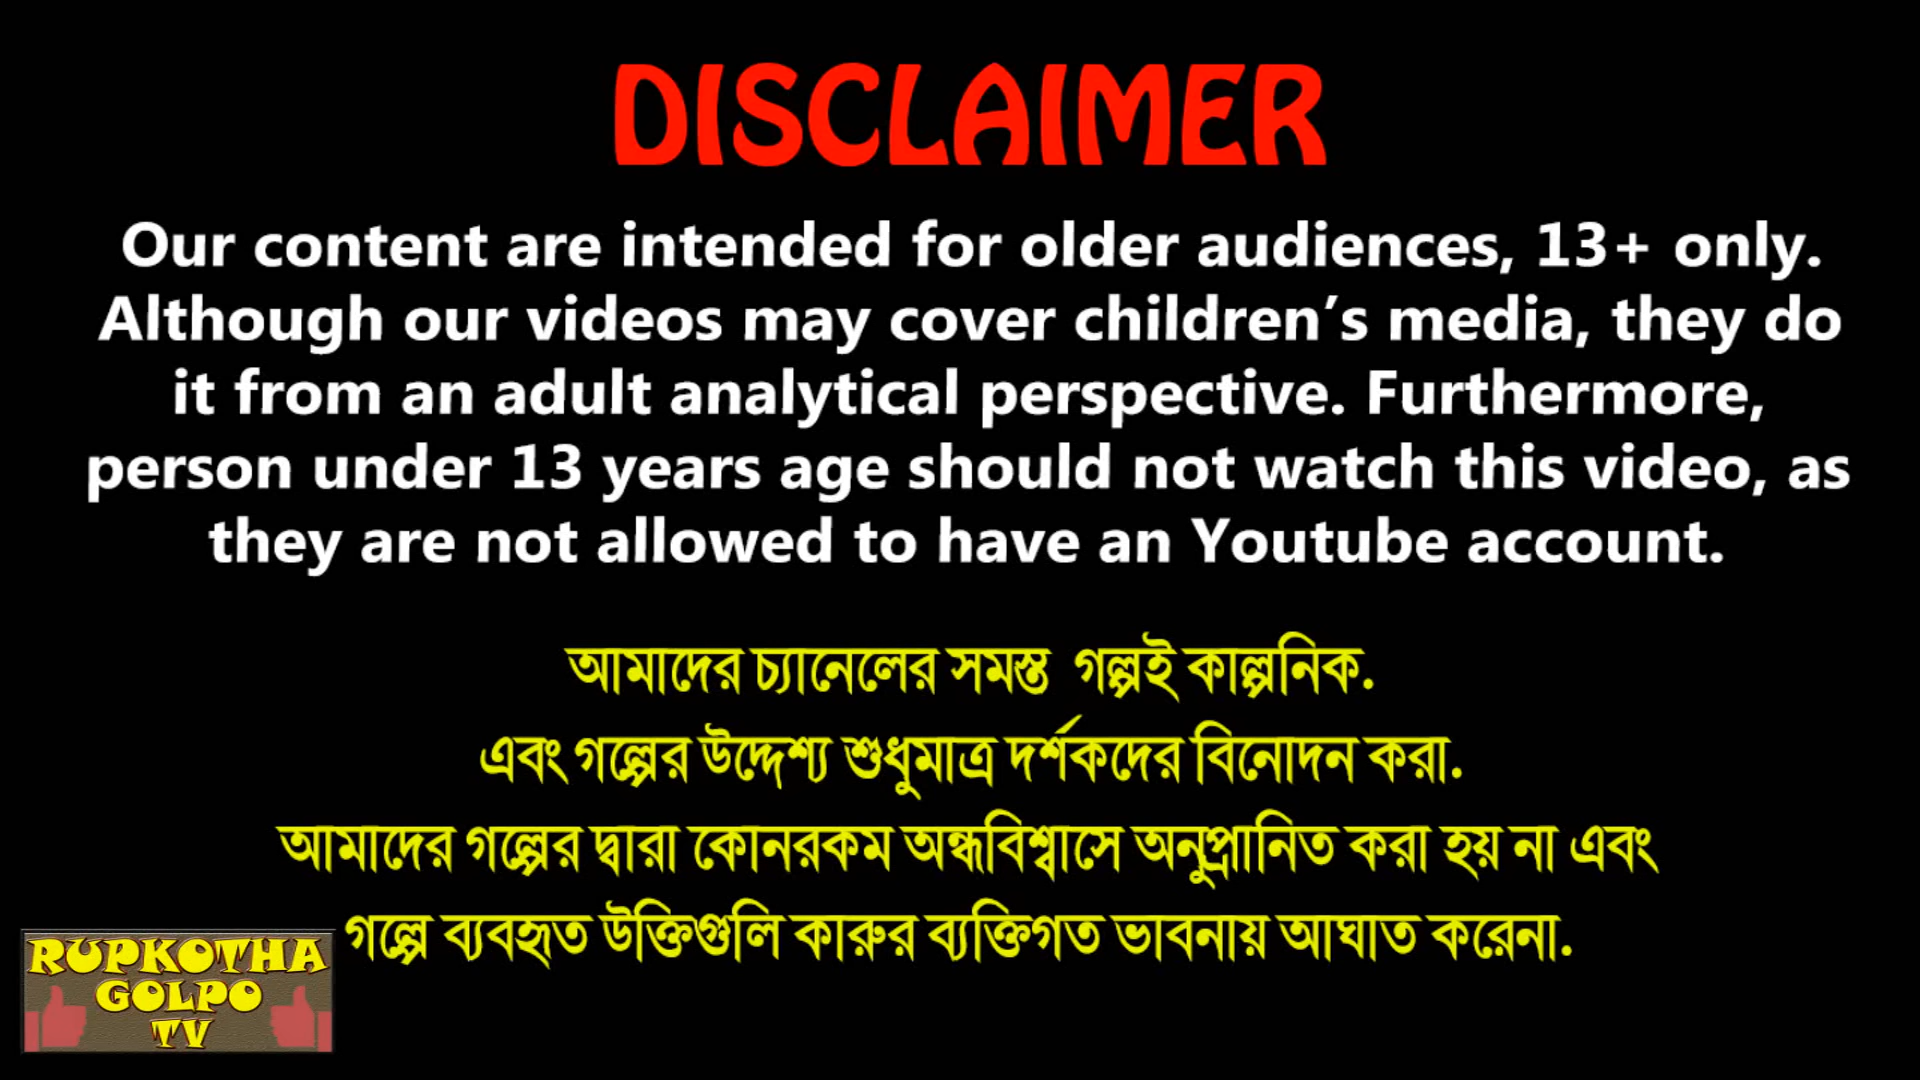 DISCLAIMER
Our content are intended for older audiences, 13+ only.
Although our videos may cover children’s media, they do
it from an adult analytical perspective. Furthermore,
person under 13 years age should not watch this video, as
they are not allowed to have an Youtube account.
আমাদের চ্যানেলের সমস্ত গল্পই কাল্পনিক.
এবং গল্পের উদ্দেশ্য শুধুমাত্র দর্শকদের বিনোদন করা.
আমাদের গল্পের দ্বারা কোনরকম অন্ধবিশ্বাসে অনুপ্রানিত করা হয় না এবং
গল্পে ব্যবহৃত উক্তিগুলি কারুর ব্যক্তিগত ভাবনায় আঘাত করেনা.
RUPKOTHA
GOLPO
TV